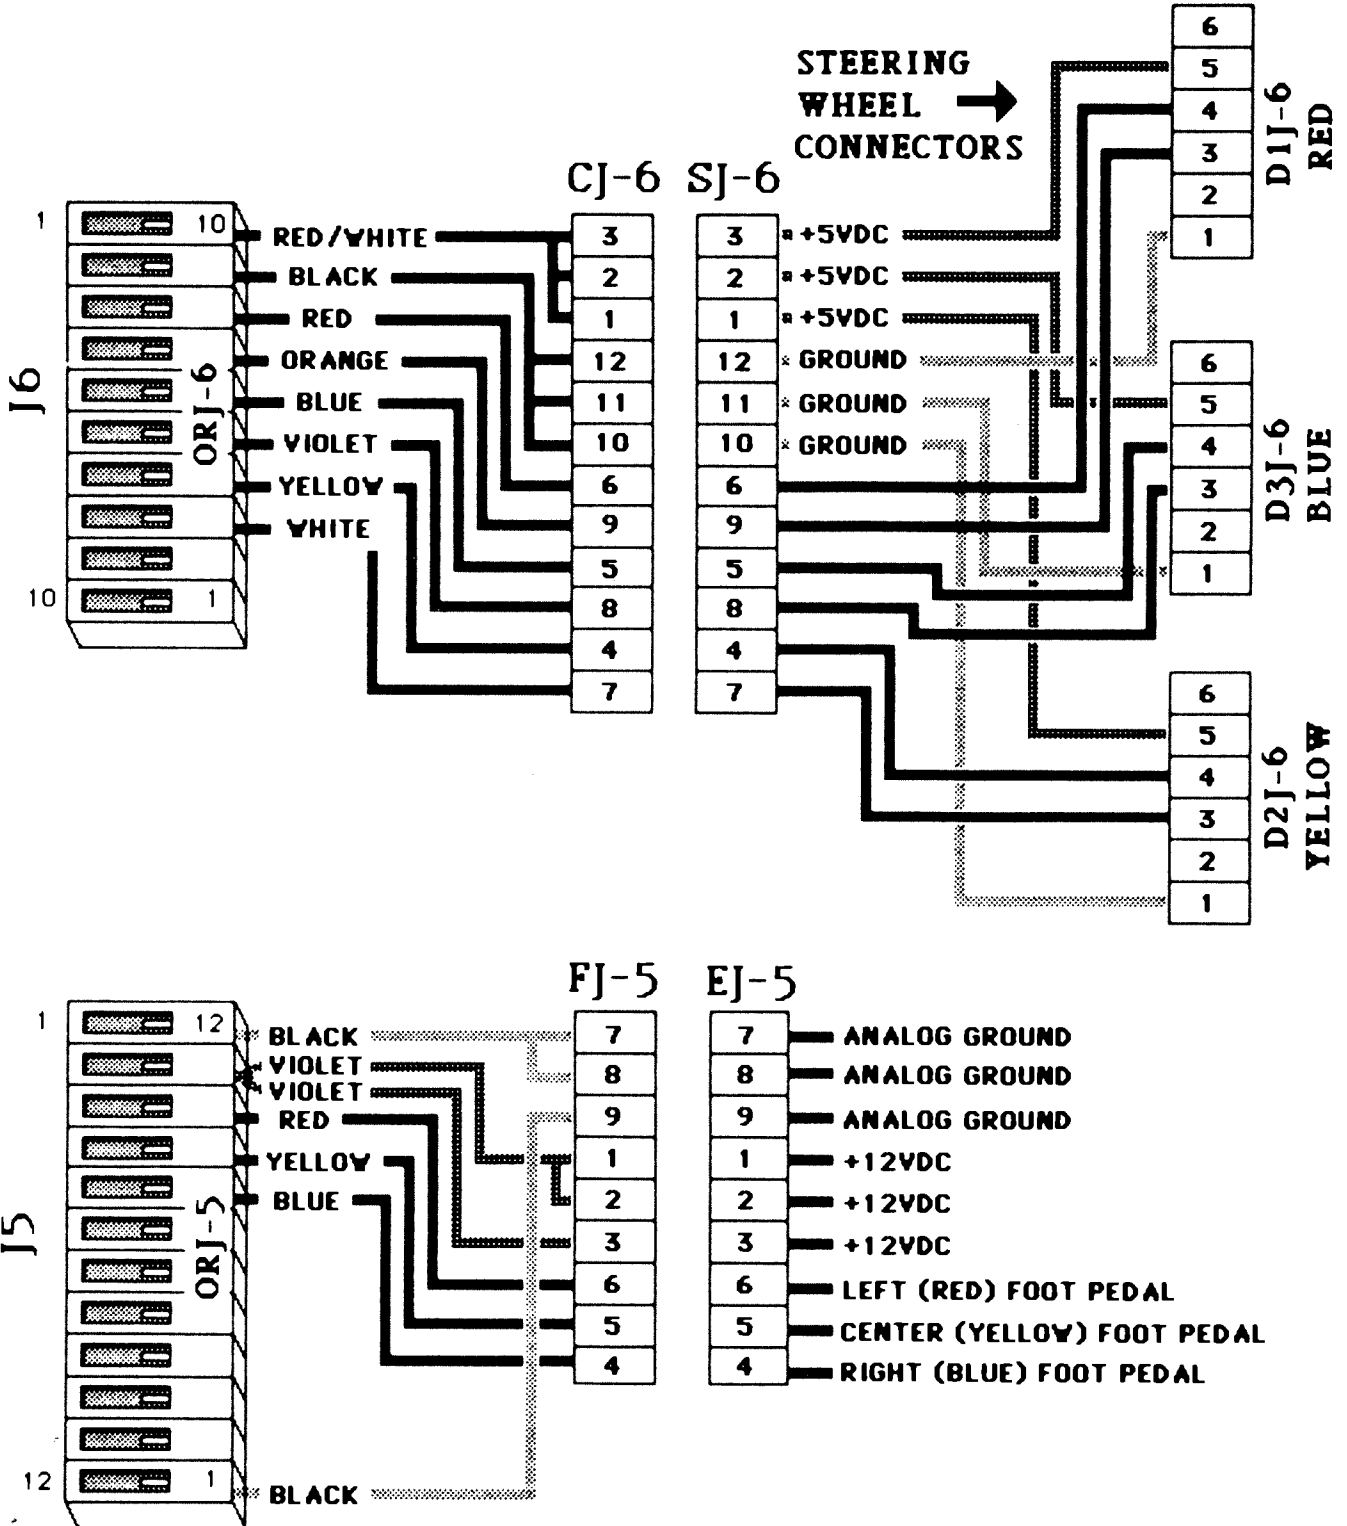 STEERING
WHEEL
CONNECTORS
6
5
4
3
2
1
D1J-6
RED
CJ-6
SJ-6
1
10
J6
ORJ-6
10
1
RED/WHITE
BLACK
RED
ORANGE
BLUE
VIOLET
YELLOW
WHITE
3
2
1
12
11
10
6
9
5
8
4
7
3
2
1
12
11
10
6
9
5
8
4
7
+5VDC
+5VDC
+5VDC
GROUND
GROUND
GROUND
6
5
4
3
2
1
D3J-6
BLUE
6
5
4
3
2
1
D2J-6
YELLOW
FJ-5
EJ-5
1
12
J5
ORJ-5
12
1
BLACK
VIOLET
VIOLET
RED
YELLOW
BLUE
BLACK
7
8
9
1
2
3
6
5
4
7
8
9
1
2
3
6
5
4
ANALOG GROUND
ANALOG GROUND
ANALOG GROUND
+12VDC
+12VDC
+12VDC
LEFT (RED) FOOT PEDAL
CENTER (YELLOW) FOOT PEDAL
RIGHT (BLUE) FOOT PEDAL